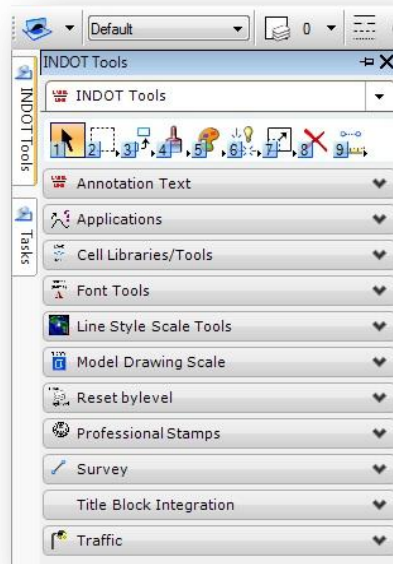 Default
0
INDOT Tools
INDOT Tools
INDOT Tools
1 2 3 4 5 6 7 8 9
Annotation Text
Applications
Cell Libraries/Tools
Font Tools
Line Style Scale Tools
Model Drawing Scale
Reset bylevel
Professional Stamps
Survey
Title Block Integration
Traffic
Tasks